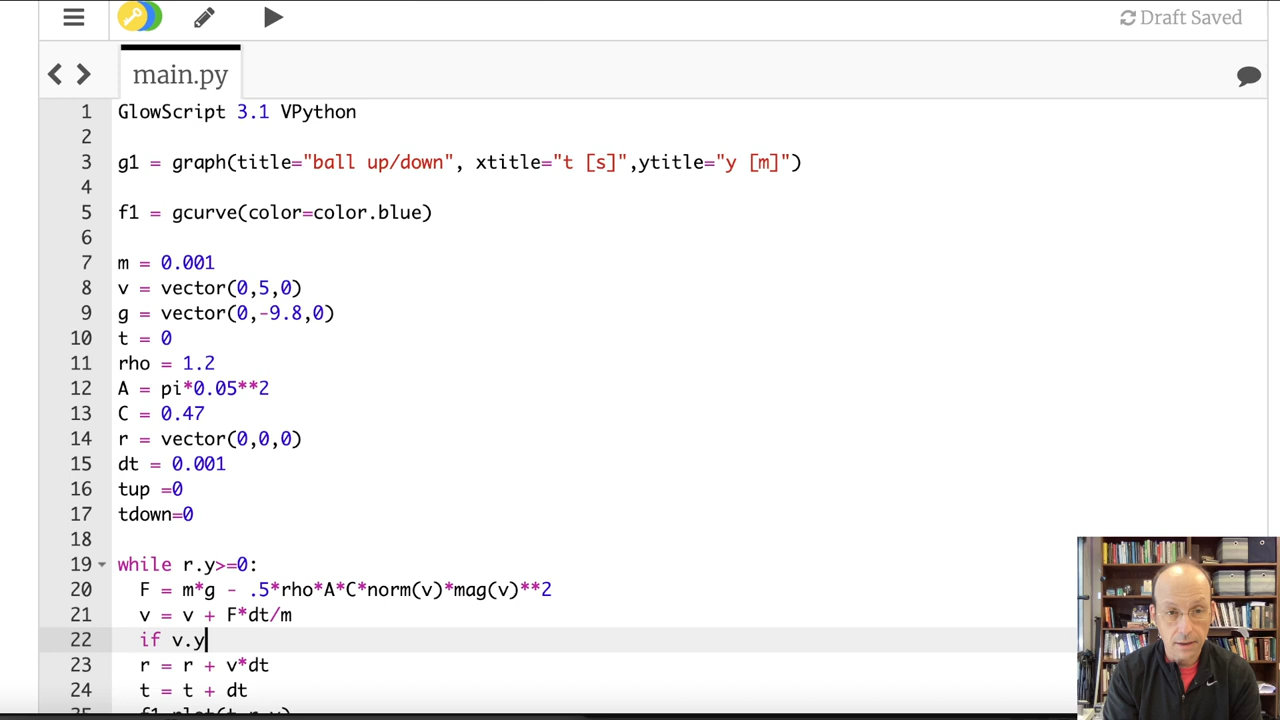 Draft Saved
main.py
1 GlowScript 3.1 VPython
2
3 g1 = graph(title="ball up/down", xtitle="t [s]",ytitle="y [m]")
4
5 f1 = gcurve(color=color.blue)
6
7 m = 0.001
8 v = vector(0,5,0)
9 g = vector(0,-9.8,0)
10 t = 0
11 rho = 1.2
12 A = pi*0.05**2
13 C = 0.47
14 r = vector(0,0,0)
15 dt = 0.001
16 tup =0
17 tdown=0
18
19 while r.y>=0:
20 F = m*g - .5*rho*A*C*norm(v)*mag(v)**2
21 v = v + F*dt/m
22 if v.y
23 r = r + v*dt
24 t = t + dt
25 f1.plot(t,r.y)